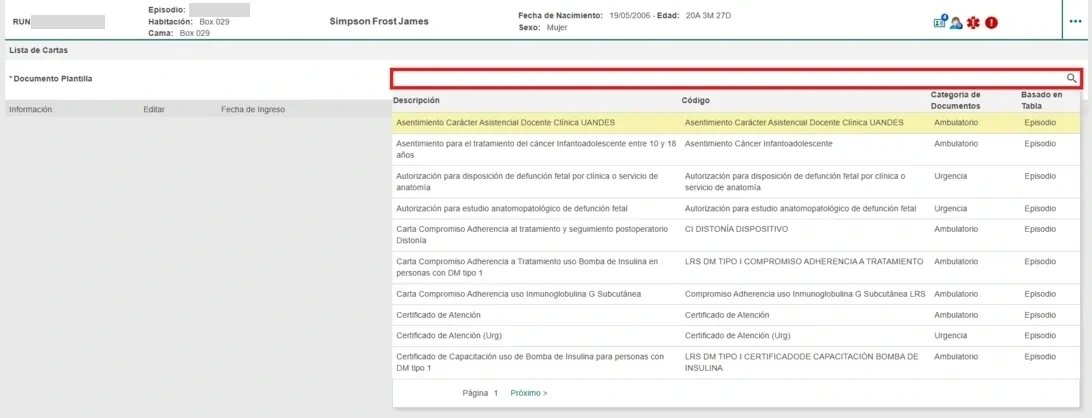 Episodio:
RUN
Habitación: Box 029
Cama: Box 029
Simpson Frost James
Fecha de Nacimiento: 19/05/2006 - Edad: 20A 3M 27D
Sexo: Mujer
4
Lista de Cartas
* Documento Plantilla
Información Editar Fecha de Ingreso
Descripción Código Categoria de Documentos Basado en Tabla
Asentimiento Carácter Asistencial Docente Clínica UANDES Asentimiento Carácter Asistencial Docente Clínica UANDES Ambulatorio Episodio
Asentimiento para el tratamiento del cáncer Infantoadolescente entre 10 y 18 Asentimiento Cáncer Infantoadolescente Ambulatorio Episodio
años
Autorización para disposición de defunción fetal por clínica o servicio de Autorización para disposición de defunción fetal por clínica o Urgencia Episodio
anatomía servicio de anatomía
Autorización para estudio anatomopatológico de defunción fetal Autorización para estudio anatomopatológico de defunción fetal Urgencia Episodio
Carta Compromiso Adherencia al tratamiento y seguimiento postoperatorio CI DISTONÍA DISPOSITIVO Ambulatorio Episodio
Distonía
Carta Compromiso Adherencia a Tratamiento uso Bomba de Insulina en LRS DM TIPO I COMPROMISO ADHERENCIA A TRATAMIENTO Ambulatorio Episodio
personas con DM tipo 1
Carta Compromiso Adherencia uso Inmunoglobulina G Subcutánea Compromiso Adherencia uso Inmunoglobulina G Subcutánea LRS Ambulatorio Episodio
Certificado de Atención Certificado de Atención Ambulatorio Episodio
Certificado de Atención (Urg) Certificado de Atención (Urg) Urgencia Episodio
Certificado de Capacitación uso de Bomba de Insulina para personas con LRS DM TIPO I CERTIFICADODE CAPACITACIÓN BOMBA DE Ambulatorio Episodio
DM tipo 1 INSULINA
Página 1 Próximo >